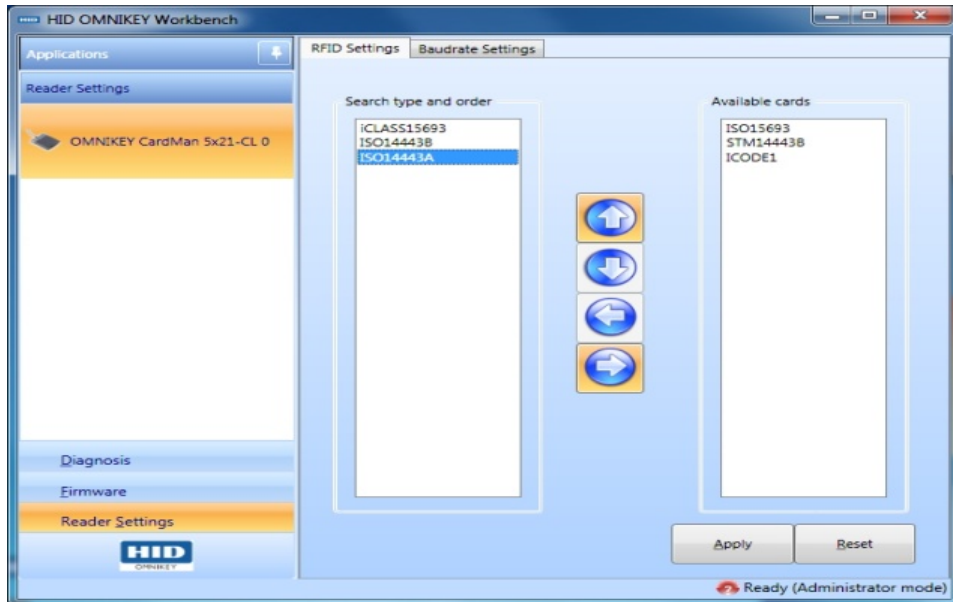 HID OMNIKEY Workbench
Applications
Reader Settings
OMNIKEY CardMan 5x21-CL 0
Diagnosis
Firmware
Reader Settings
HID
OMNIKEY
RFID Settings
Baudrate Settings
Search type and order
iCLASS15693
ISO14443B
ISO14443A
Available cards
ISO15693
STM14443B
ICODE1
Apply
Reset
Ready (Administrator mode)